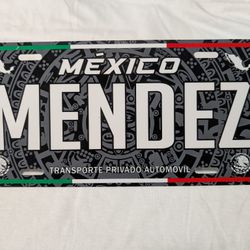 MÉXICO
MENDEZ
TRANSPORTE PRIVADO AUTOMOVIL